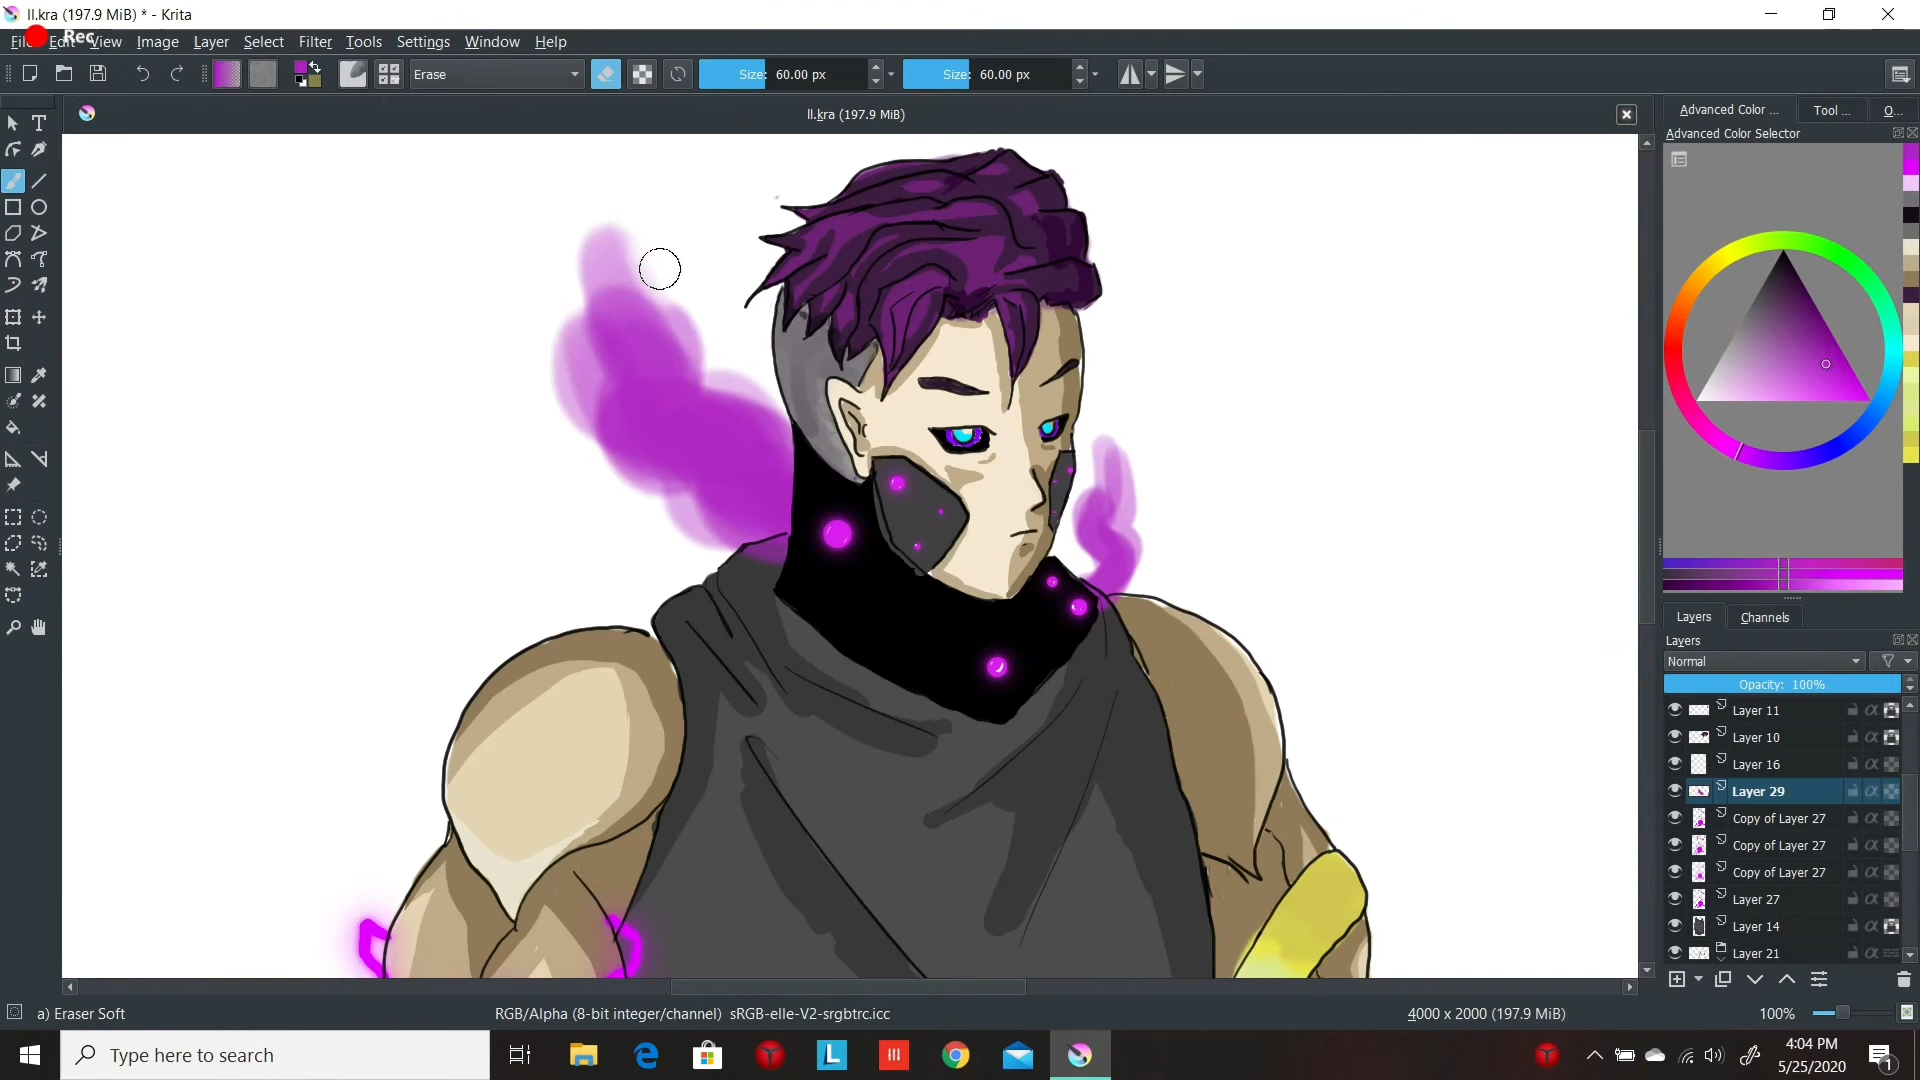 ll.kra (197.9 MiB) * - Krita
Rec
File Edit View Image Layer Select Filter Tools Settings Window Help
Erase Size: 60.00 px Size: 60.00 px
ll.kra (197.9 MiB)
Advanced Color ... Tool ... O...
Advanced Color Selector
Layers Channels
Layers
Normal
Opacity: 100%
Layer 11
Layer 10
Layer 16
Layer 29
Copy of Layer 27
Copy of Layer 27
Copy of Layer 27
Layer 27
Layer 14
Layer 21
a) Eraser Soft RGB/Alpha (8-bit integer/channel) sRGB-elle-V2-srgbtrc.icc 4000 x 2000 (197.9 MiB) 100%
Type here to search
4:04 PM
5/25/2020
1